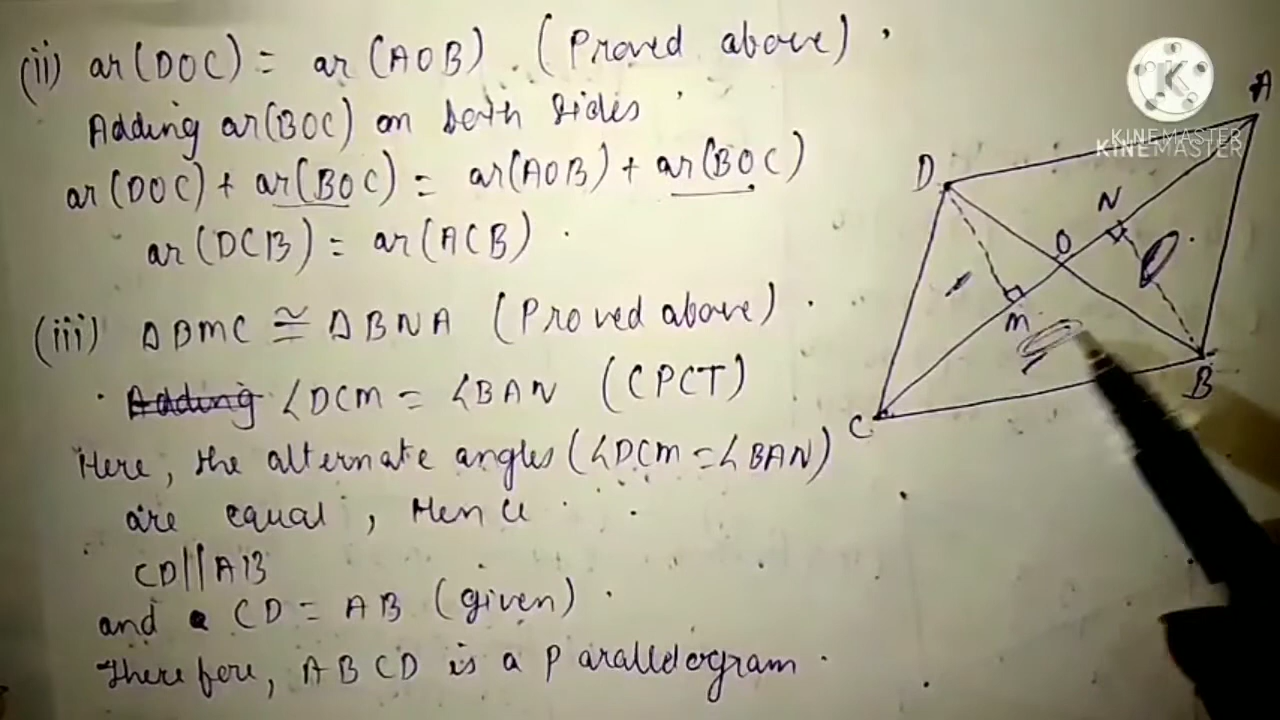 (ii) ar(DOC) = ar(AOB) (Proved above)
Adding ar(BOC) on both sides
ar(DOC) + ar(BOC) = ar(AOB) + ar(BOC)
ar(DCB) = ar(ACB)
(iii) ΔDMC ≅ ΔBNA (Proved above)
Adding ∠DCM = ∠BAN (CPCT)
Here, the alternate angles (∠DCM = ∠BAN)
are equal, Hence
CD||AB
and CD = AB (given)
Therefore, ABCD is a Parallelogram
K
KINEMASTER
KINEMASTER
A
D
N
O
M
B
C